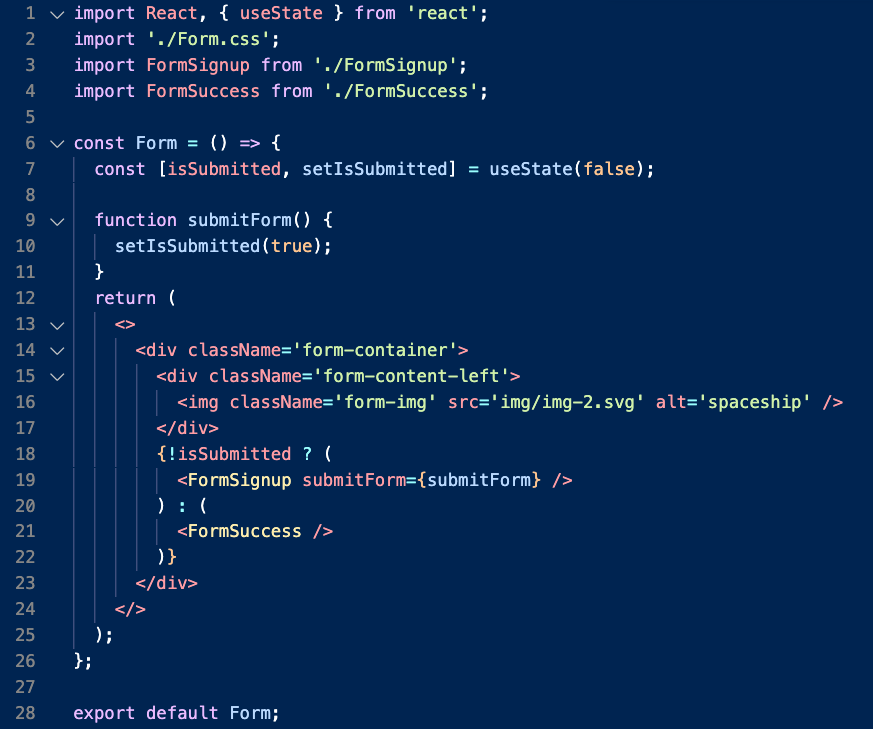 1 import React, { useState } from 'react';
2 import './Form.css';
3 import FormSignup from './FormSignup';
4 import FormSuccess from './FormSuccess';
5
6 const Form = () => {
7   const [isSubmitted, setIsSubmitted] = useState(false);
8
9   function submitForm() {
10     setIsSubmitted(true);
11   }
12   return (
13     <>
14       <div className='form-container'>
15         <div className='form-content-left'>
16           <img className='form-img' src='img/img-2.svg' alt='spaceship' />
17         </div>
18         {!isSubmitted ? (
19           <FormSignup submitForm={submitForm} />
20         ) : (
21           <FormSuccess />
22         )}
23       </div>
24     </>
25   );
26 };
27
28 export default Form;